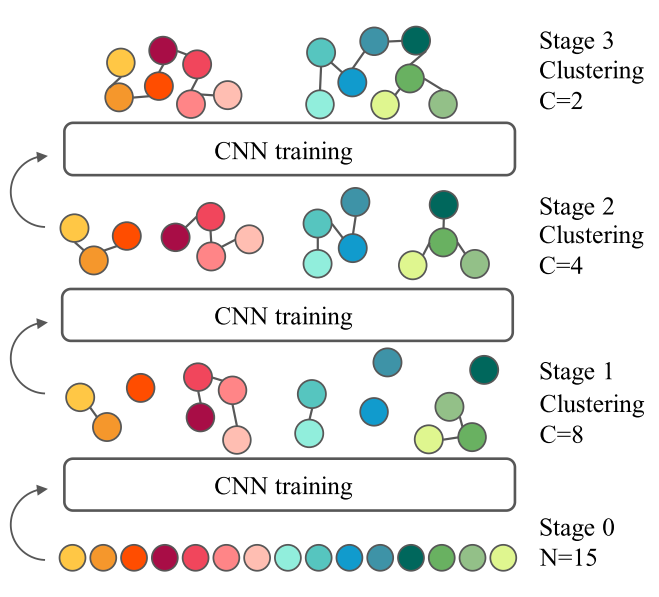 Stage 3
Clustering
C=2
CNN training
Stage 2
Clustering
C=4
CNN training
Stage 1
Clustering
C=8
CNN training
Stage 0
N=15